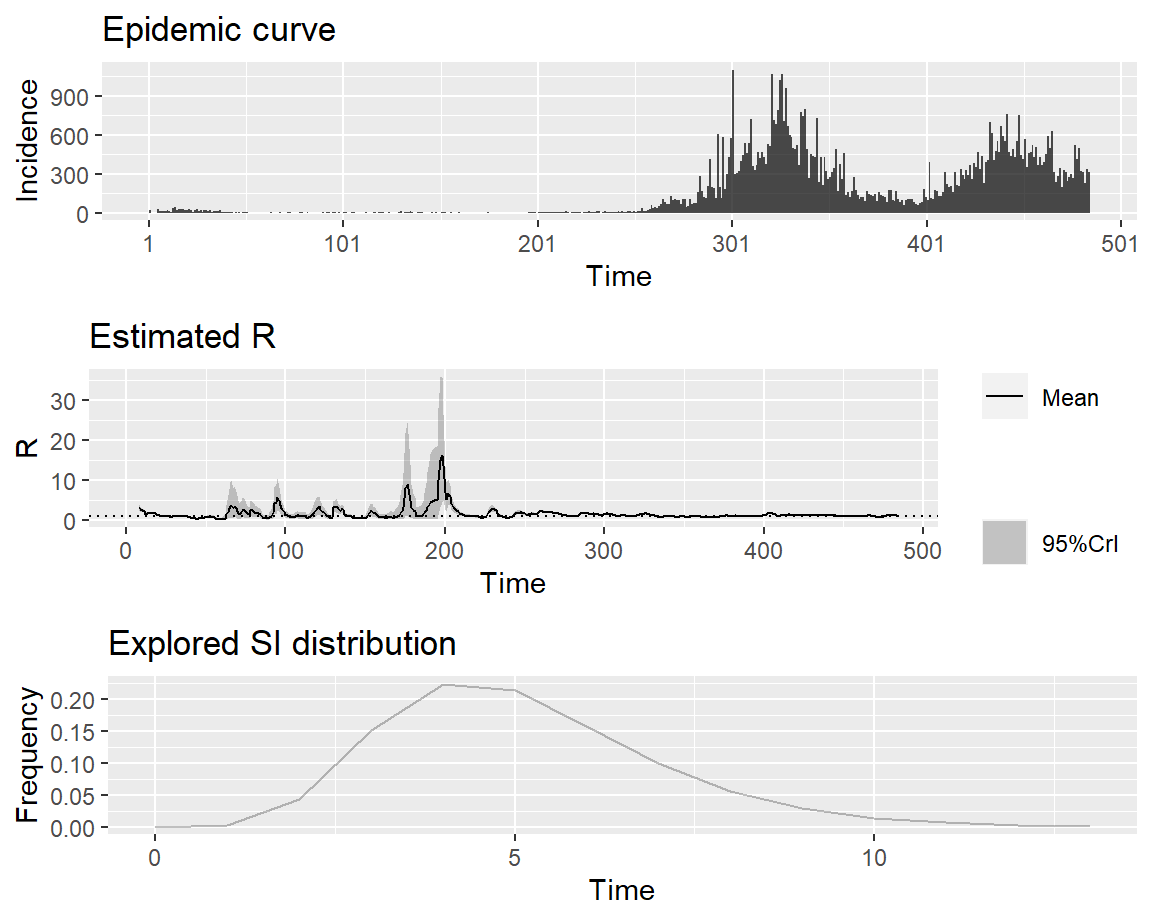 Epidemic curve
Incidence
900
600
300
0
1 101 201 301 401 501
Time
Estimated R
R
30
20
10
0
0 100 200 300 400 500
Time
Mean
95%CrI
Explored SI distribution
Frequency
0.20
0.15
0.10
0.05
0.00
0 5 10
Time